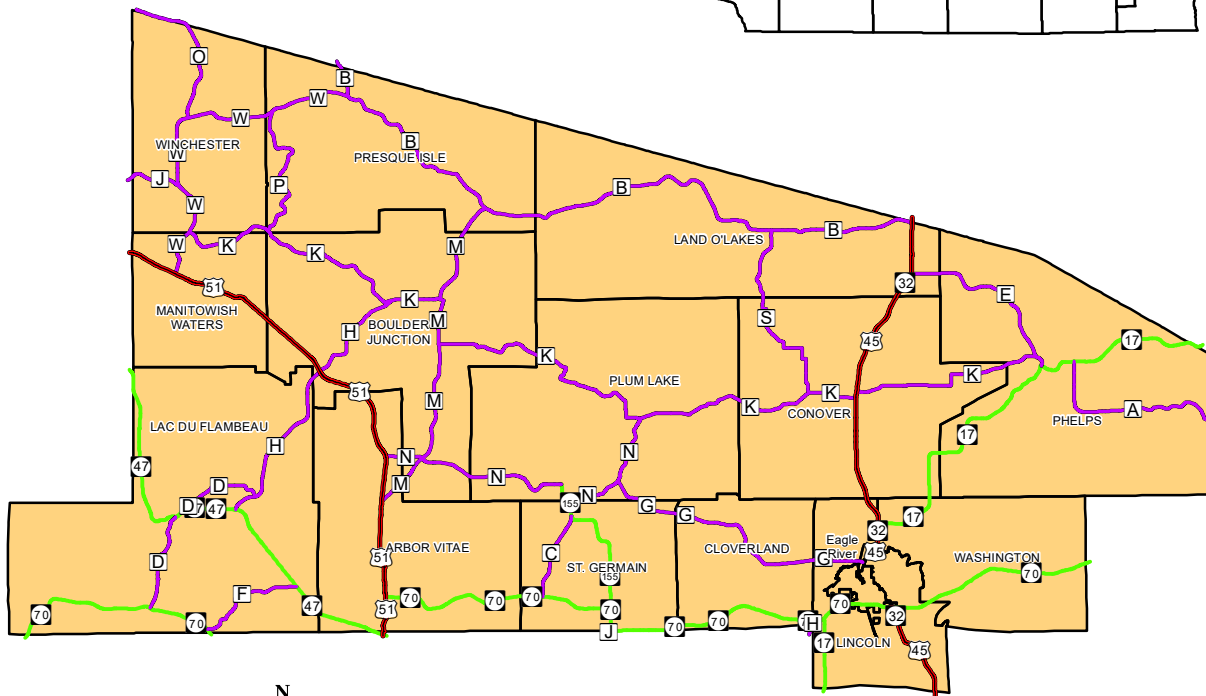 O
B
W
W
WINCHESTER
W
B
PRESQUE ISLE
J
P
B
W
B
LAND O'LAKES
W
K
K
M
51
32
E
MANITOWISH
WATERS
K
H
BOULDER
JUNCTION
M
S
45
17
K
PLUM LAKE
K
51
M
K
K
CONOVER
A
PHELPS
LAC DU FLAMBEAU
H
17
47
N
M
N
N
D
D
47
N
155
G
G
17
32
45
Eagle
River
G
WASHINGTON
CLOVERLAND
ARBOR VITAE
51
C
ST. GERMAIN
155
D
F
70
70
47
51
70
70
70
70
70
70
J
70
H
70
32
70
17
LINCOLN
45
N